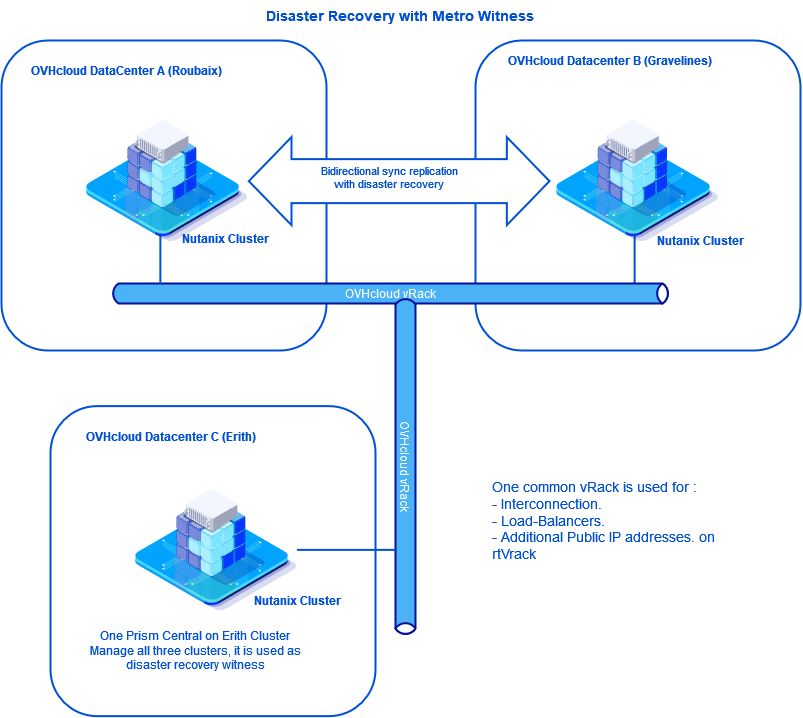 Disaster Recovery with Metro Witness
OVHcloud DataCenter A (Roubaix)
OVHcloud Datacenter B (Gravelines)
Bidirectional sync replication
with disaster recovery
Nutanix Cluster
Nutanix Cluster
OVHcloud vRack
OVHcloud vRack
OVHcloud Datacenter C (Erith)
One common vRack is used for :
- Interconnection.
- Load-Balancers.
- Additional Public IP addresses. on
rtVrack
Nutanix Cluster
One Prism Central on Erith Cluster
Manage all three clusters, it is used as
disaster recovery witness